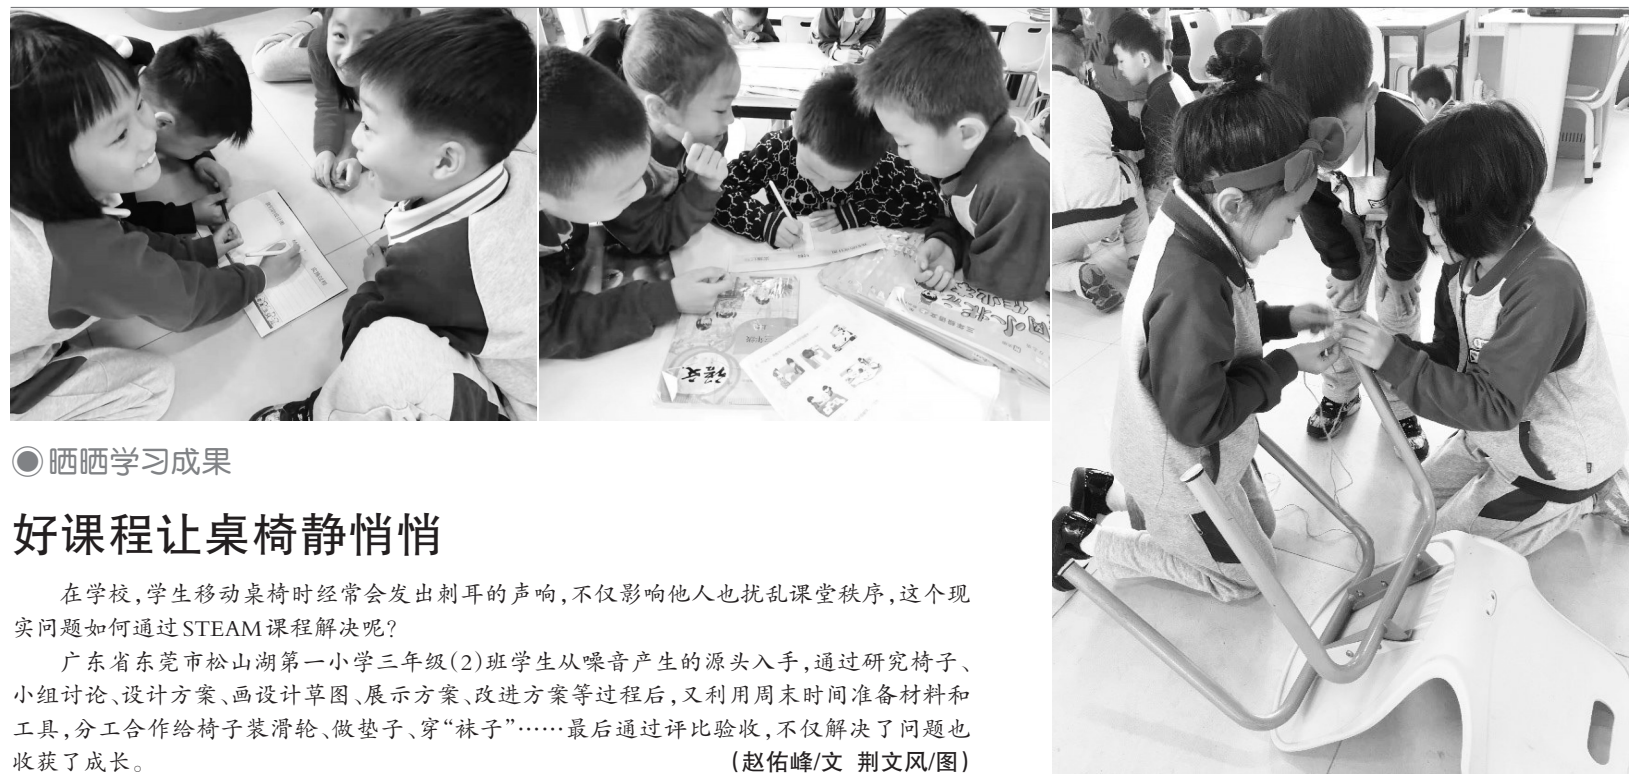 语文
晒晒学习成果
好课程让桌椅静悄悄
在学校,学生移动桌椅时经常会发出刺耳的声响,不仅影响他人也扰乱课堂秩序,这个现
实问题如何通过STEAM课程解决呢?
广东省东莞市松山湖第一小学三年级(2)班学生从噪音产生的源头入手,通过研究椅子、
小组讨论、设计方案、画设计草图、展示方案、改进方案等过程后,又利用周末时间准备材料和
工具,分工合作给椅子装滑轮、做垫子、穿“袜子”……最后通过评比验收,不仅解决了问题也
收获了成长。
(赵佑峰/文 荆文风/图)